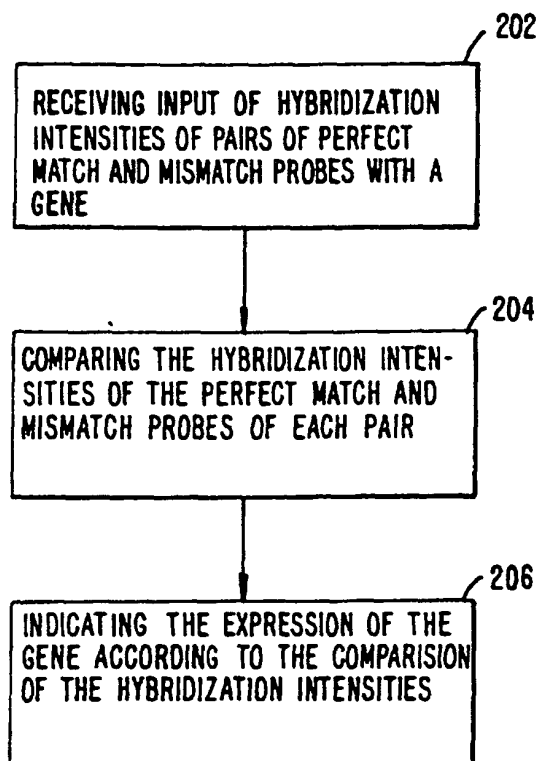 202
RECEIVING INPUT OF HYBRIDIZATION
INTENSITIES OF PAIRS OF PERFECT
MATCH AND MISMATCH PROBES WITH A
GENE
204
COMPARING THE HYBRIDIZATION INTEN-
SITIES OF THE PERFECT MATCH AND
MISMATCH PROBES OF EACH PAIR
206
INDICATING THE EXPRESSION OF THE
GENE ACCORDING TO THE COMPARISION
OF THE HYBRIDIZATION INTENSITIES